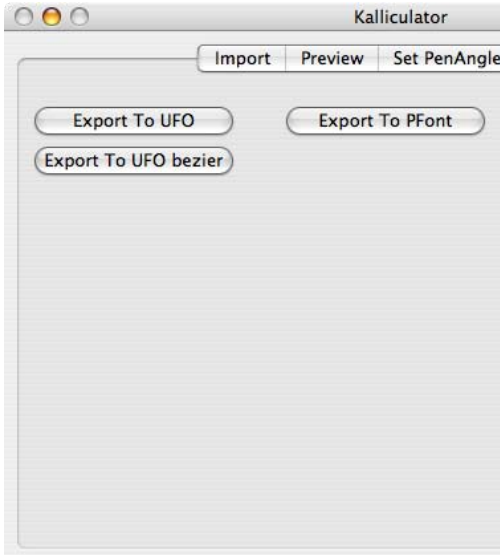 Kalliculator
Import Preview Set PenAngle
Export To UFO Export To PFont
Export To UFO bezier